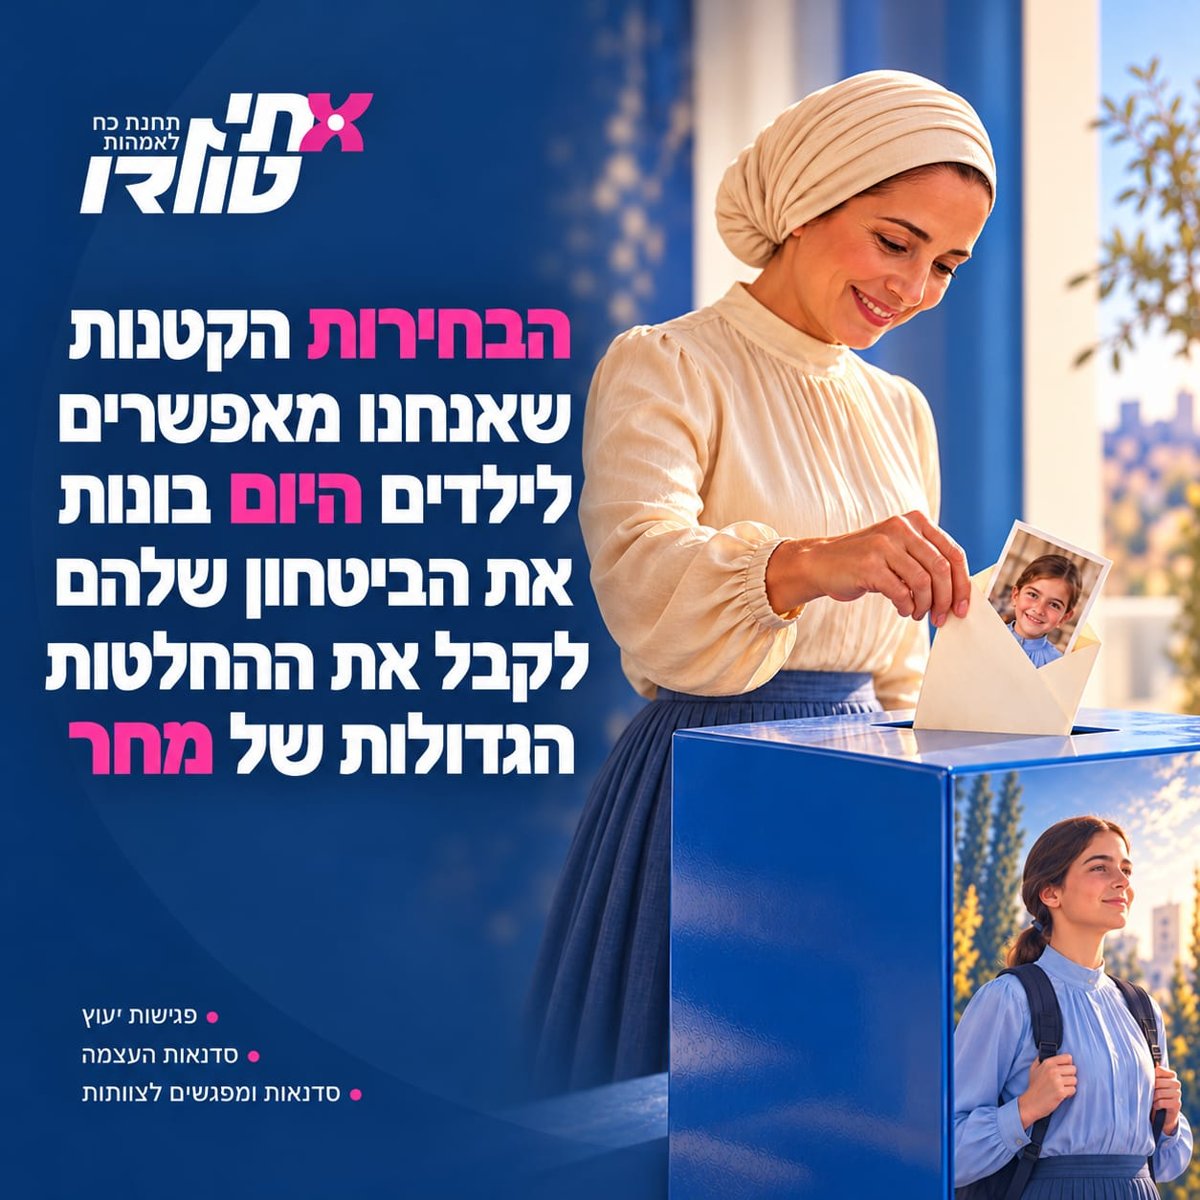 אתי
טולדו
תחנת כח
לאמהות
הבחירות הקטנות
שאנחנו מאפשרים
לילדים היום בונות
את הביטחון שלהם
לקבל את ההחלטות
הגדולות של מחר
• פגישות יעוץ
• סדנאות העצמה
• סדנאות ומפגשים לצוותות